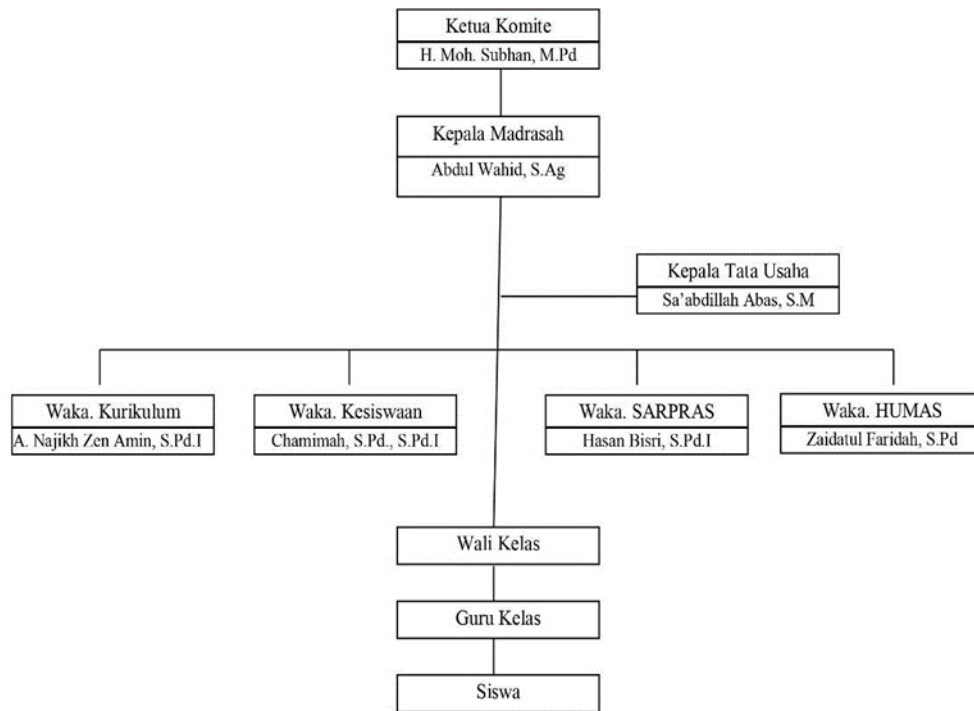 Ketua Komite
H. Moh. Subhan, M.Pd
Kepala Madrasah
Abdul Wahid, S.Ag
Kepala Tata Usaha
Sa'abdillah Abas, S.M
Waka. Kurikulum
A. Najikh Zen Amin, S.Pd.I
Waka. Kesiswaan
Chamimah, S.Pd., S.Pd.I
Waka. SARPRAS
Hasan Bisri, S.Pd.I
Waka. HUMAS
Zaidatul Faridah, S.Pd
Wali Kelas
Guru Kelas
Siswa